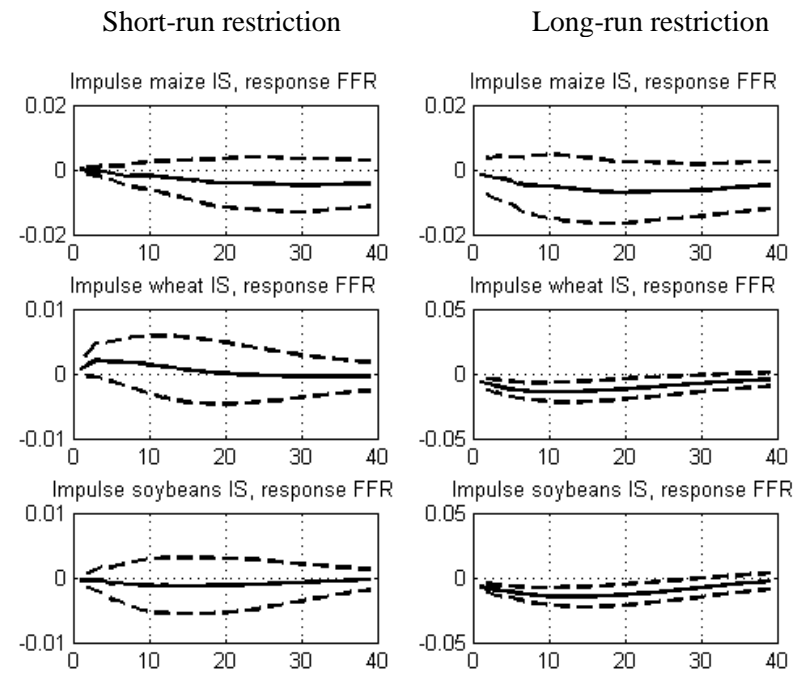 Short-run restriction Long-run restriction
Impulse maize IS, response FFR Impulse maize IS, response FFR
0.02 0.02
0 0
-0.02 -0.02
0 10 20 30 40 0 10 20 30 40
Impulse wheat IS, response FFR Impulse wheat IS, response FFR
0.01 0.05
0 0
-0.01 -0.05
0 10 20 30 40 0 10 20 30 40
Impulse soybeans IS, response FFR Impulse soybeans IS, response FFR
0.01 0.05
0 0
-0.01 -0.05
0 10 20 30 40 0 10 20 30 40